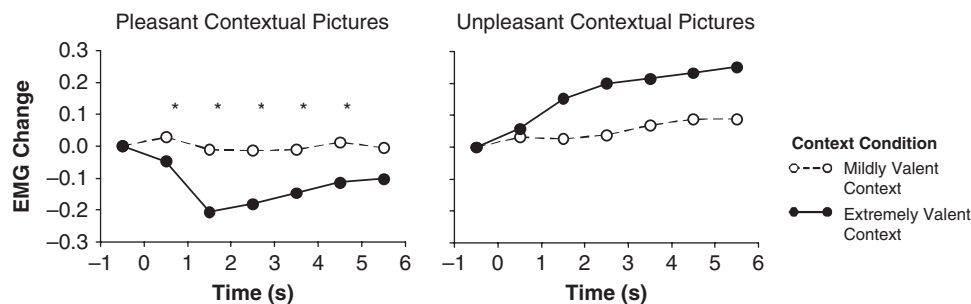 Pleasant Contextual Pictures
Unpleasant Contextual Pictures
EMG Change
0.3
0.2
0.1
0.0
–0.1
–0.2
–0.3
* * * * *
–1 0 1 2 3 4 5 6
–1 0 1 2 3 4 5 6
Time (s)
Time (s)
Context Condition
Mildly Valent
Context
Extremely Valent
Context